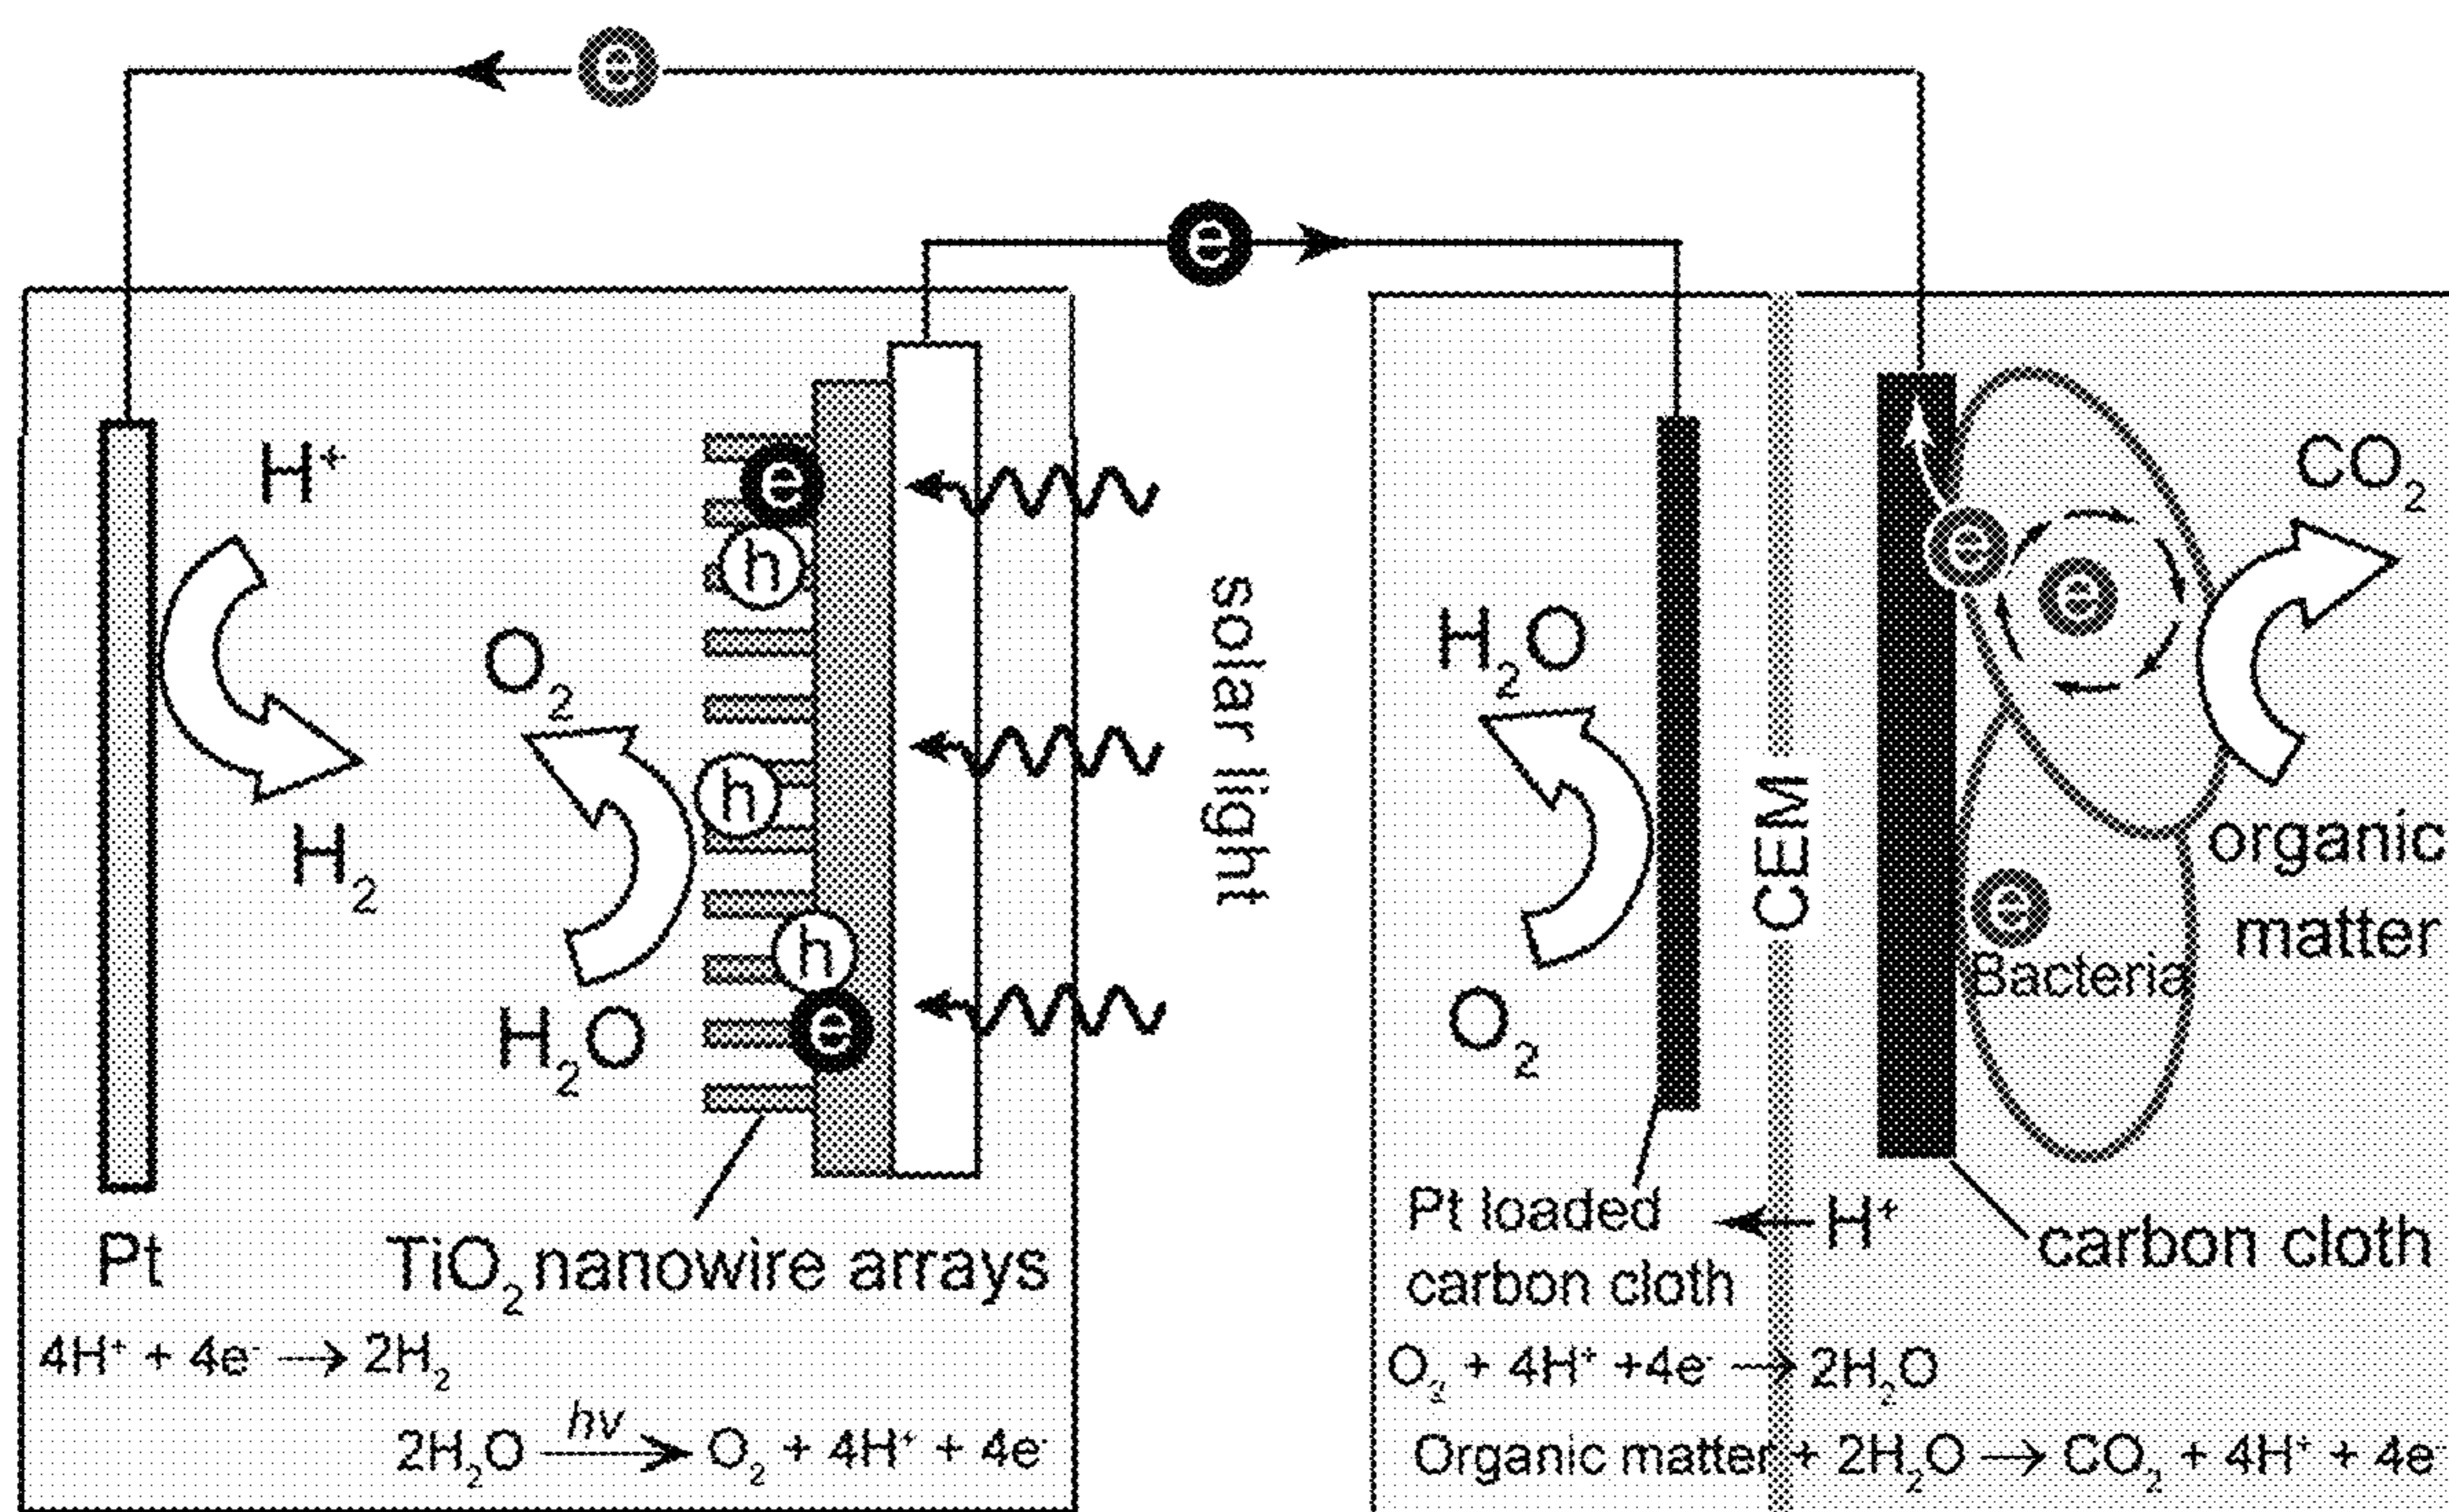 e
e
H⁺
H₂
O₂
H₂O
e
h
h
h
e
solar light
H₂O
O₂
CEM
e
e
e
Bacteria
CO₂
organic
matter
Pt
TiO₂ nanowire arrays
Pt loaded
carbon cloth
H⁺
carbon cloth
4H⁺ + 4e⁻ → 2H₂
2H₂O hv → O₂ + 4H⁺ + 4e⁻
O₂ + 4H⁺ +4e⁻ → 2H₂O
Organic matter + 2H₂O → CO₂ + 4H⁺ + 4e⁻